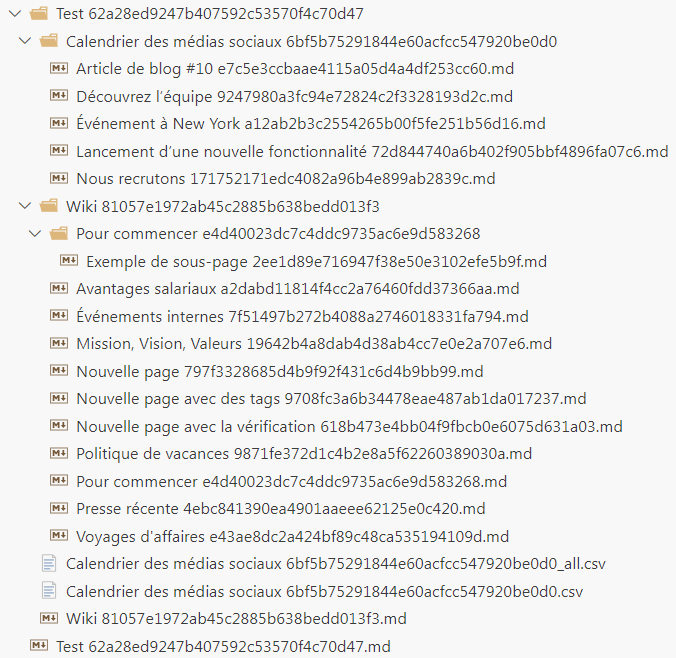 Test 62a28ed9247b407592c53570f4c70d47
Calendrier des médias sociaux 6bf5b75291844e60acfcc547920be0d0
Article de blog #10 e7c5e3ccbaae4115a05d4a4df253cc60.md
Découvrez l’équipe 9247980a3fc94e72824c2f3328193d2c.md
Événement à New York a12ab2b3c2554265b00f5fe251b56d16.md
Lancement d’une nouvelle fonctionnalité 72d844740a6b402f905bbf4896fa07c6.md
Nous recrutons 171752171edc4082a96b4e899ab2839c.md
Wiki 81057e1972ab45c2885b638bedd013f3
Pour commencer e4d40023dc7c4ddc9735ac6e9d583268
Exemple de sous-page 2ee1d89e716947f38e50e3102efe5b9f.md
Avantages salariaux a2dabd11814f4cc2a76460fdd37366aa.md
Événements internes 7f51497b272b4088a2746018331fa794.md
Mission, Vision, Valeurs 19642b4a8dab4d38ab4cc7e0e2a707e6.md
Nouvelle page 797f3328685d4b9f92f431c6d4b9bb99.md
Nouvelle page avec des tags 9708fc3a6b34478eae487ab1da017237.md
Nouvelle page avec la vérification 618b473e4bb04f9fbcb0e6075d631a03.md
Politique de vacances 9871fe372d1c4b2e8a5f62260389030a.md
Pour commencer e4d40023dc7c4ddc9735ac6e9d583268.md
Presse récente 4ebc841390ea4901aaeee62125e0c420.md
Voyages d'affaires e43ae8dc2a424bf89c48ca535194109d.md
Calendrier des médias sociaux 6bf5b75291844e60acfcc547920be0d0_all.csv
Calendrier des médias sociaux 6bf5b75291844e60acfcc547920be0d0.csv
Wiki 81057e1972ab45c2885b638bedd013f3.md
Test 62a28ed9247b407592c53570f4c70d47.md